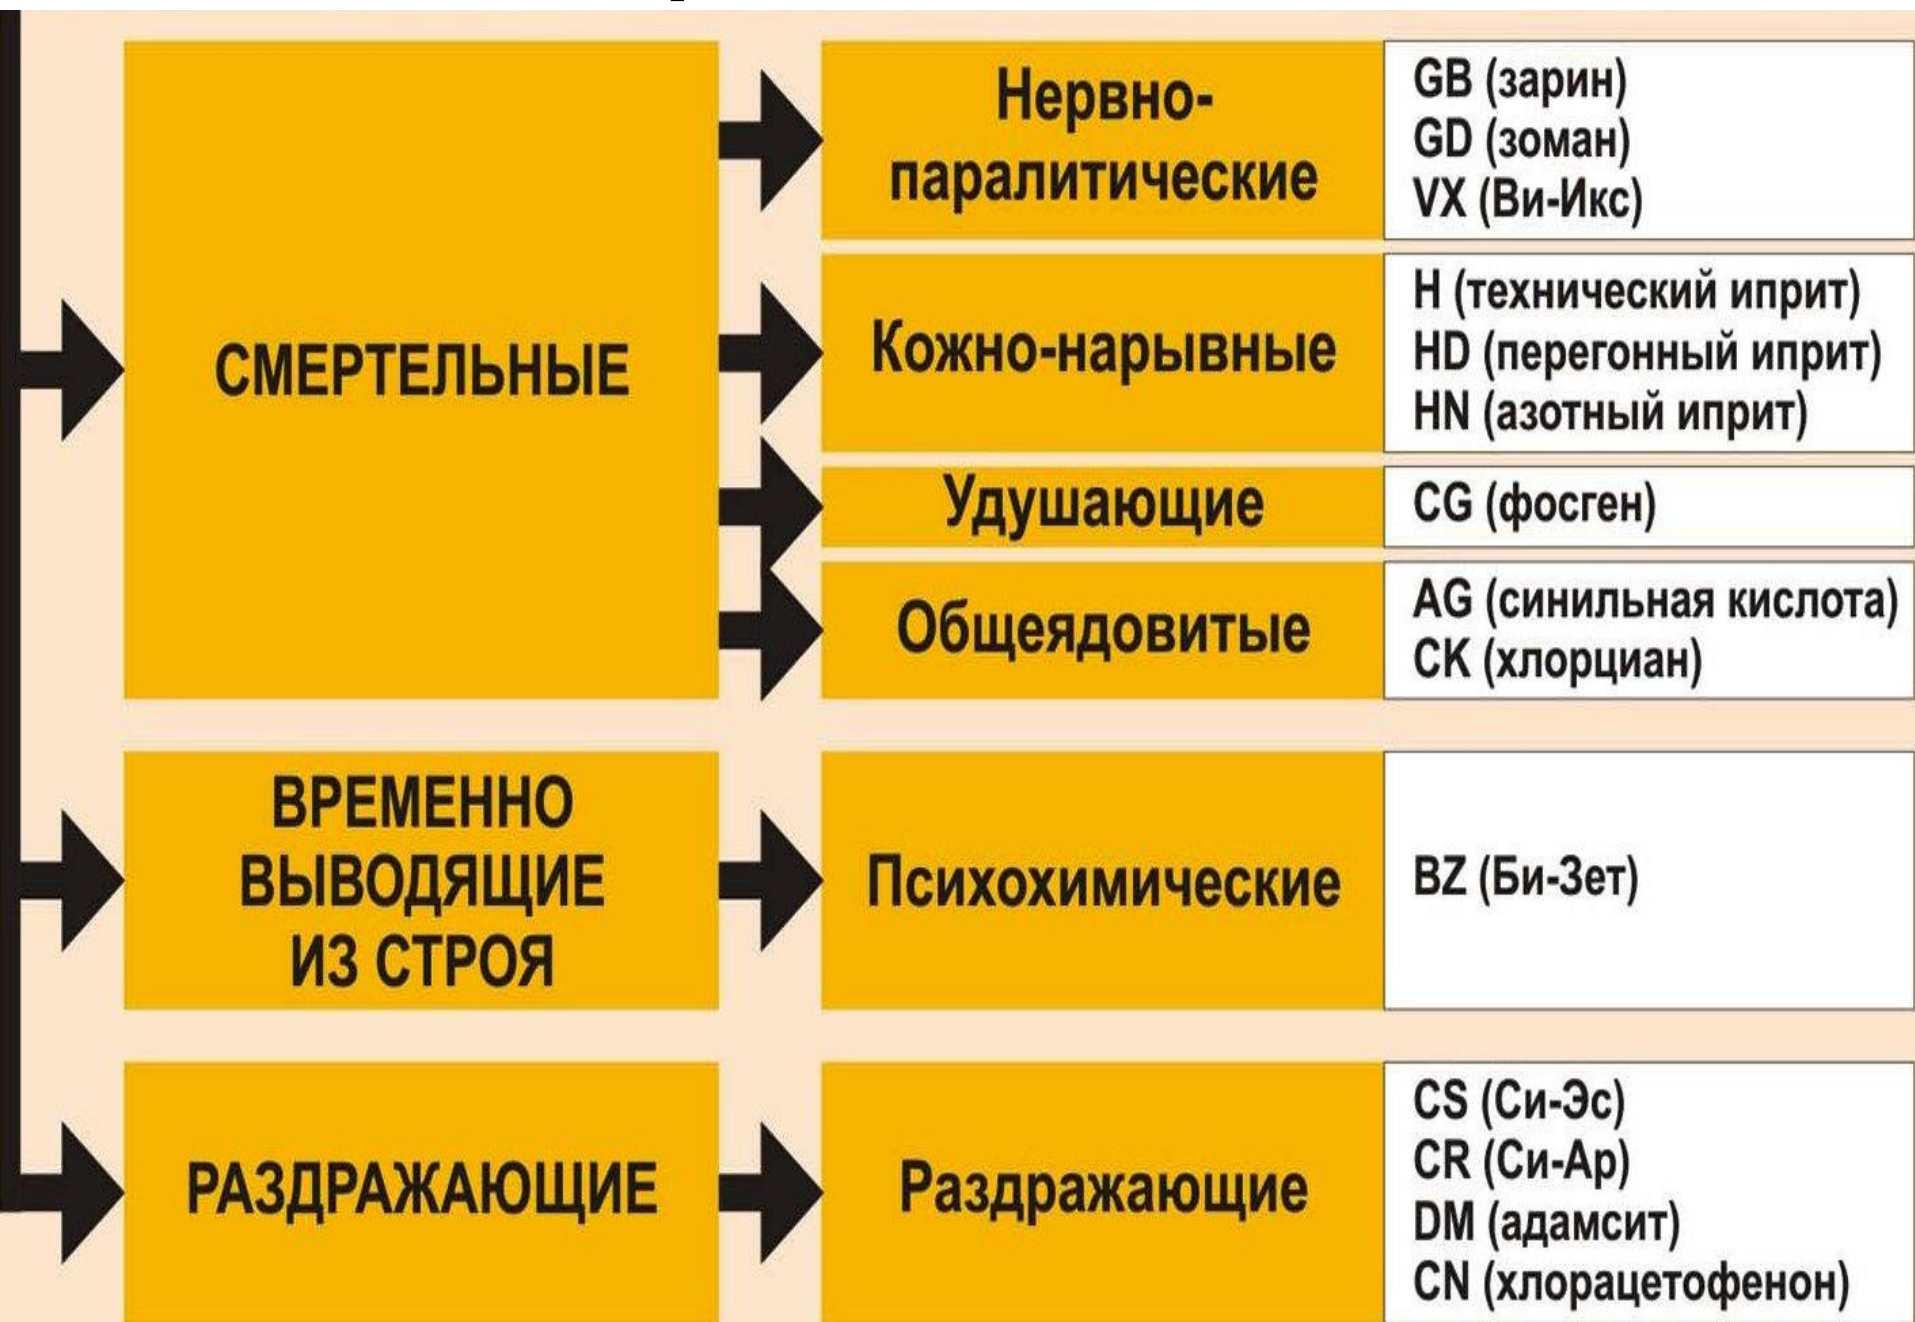 СМЕРТЕЛЬНЫЕ
Нервно-
паралитические
GB (зарин)
GD (зоман)
VX (Ви-Икс)
Кожно-нарывные
H (технический иприт)
HD (перегонный иприт)
HN (азотный иприт)
Удушающие
CG (фосген)
Общеядовитые
AG (синильная кислота)
CK (хлорциан)
ВРЕМЕННО
ВЫВОДЯЩИЕ
ИЗ СТРОЯ
Психохимические
BZ (Би-Зет)
РАЗДРАЖАЮЩИЕ
Раздражающие
CS (Си-Эс)
CR (Си-Ар)
DM (адамсит)
CN (хлорацетофенон)